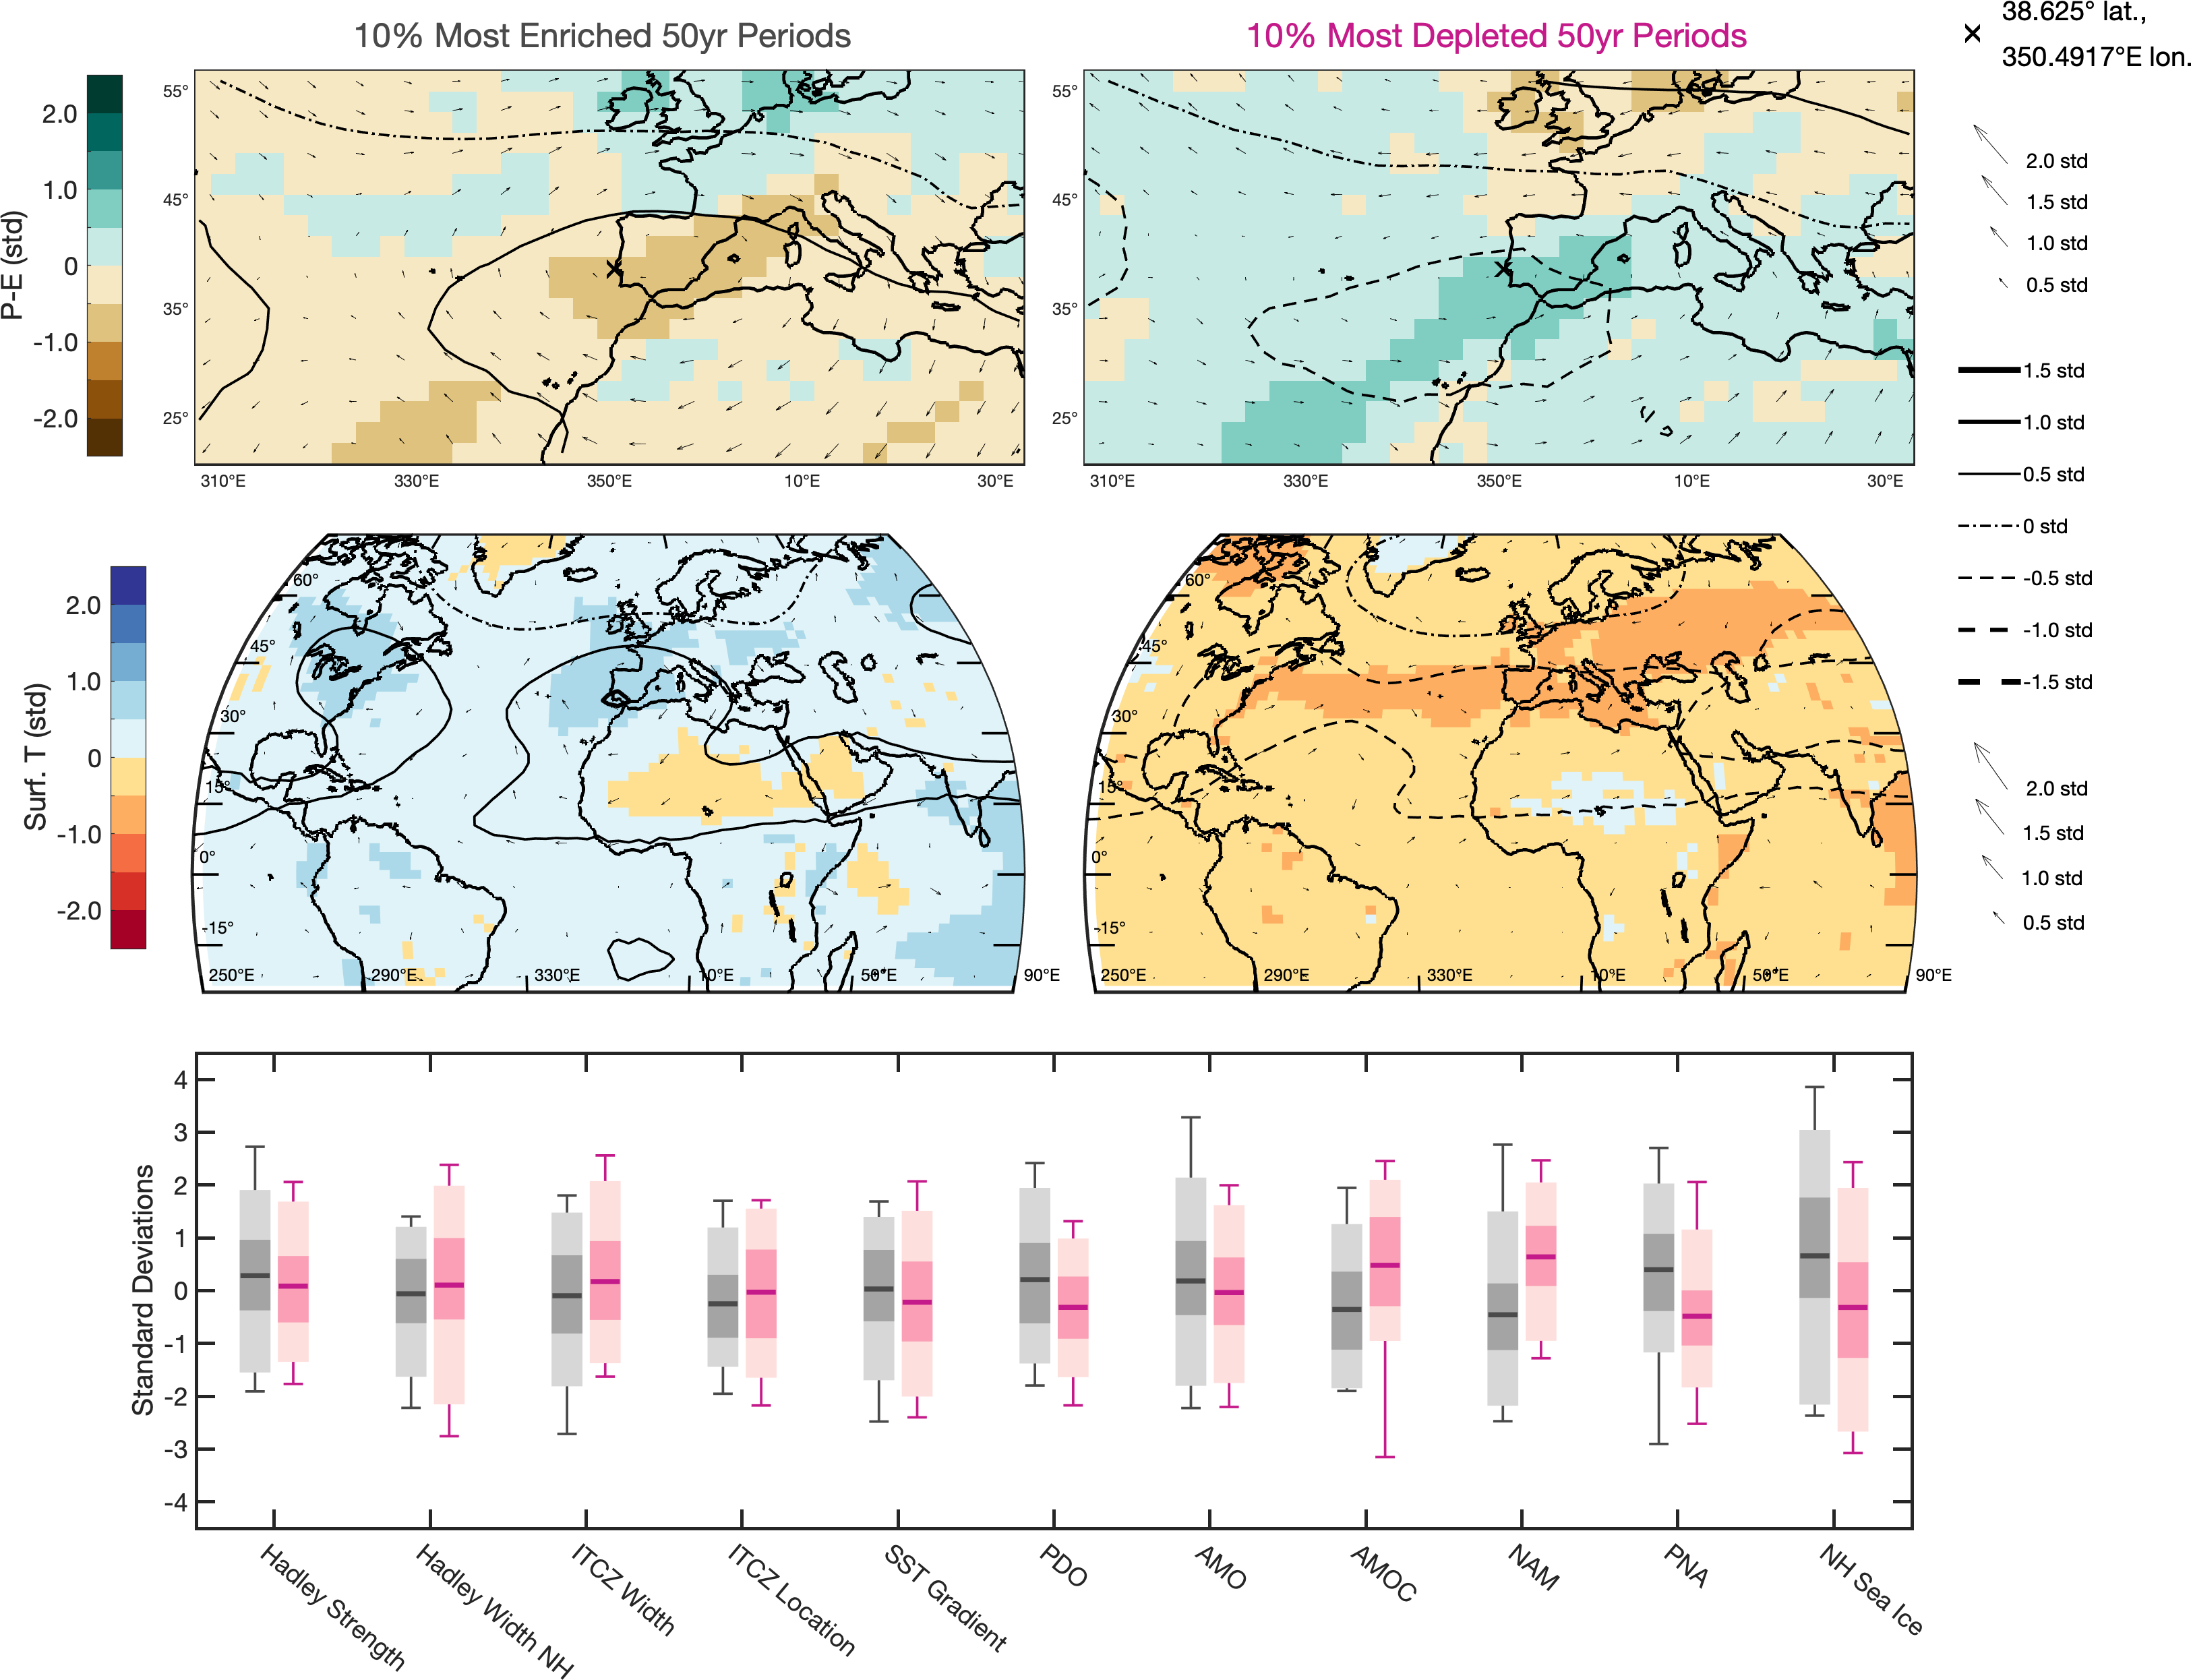 10% Most Enriched 50yr Periods
10% Most Depleted 50yr Periods
38.625° lat.,
350.4917°E lon.
P-E (std)
2.0
1.0
0
-1.0
-2.0
55°
45°
35°
25°
310°E
330°E
350°E
10°E
30°E
55°
45°
35°
25°
310°E
330°E
350°E
10°E
30°E
2.0 std
1.5 std
1.0 std
0.5 std
1.5 std
1.0 std
0.5 std
0 std
-0.5 std
-1.0 std
-1.5 std
Surf. T (std)
2.0
1.0
0
-1.0
-2.0
60°
45°
30°
15°
0°
-15°
250°E
290°E
330°E
10°E
50°E
90°E
60°
45°
30°
15°
0°
-15°
250°E
290°E
330°E
10°E
50°E
90°E
2.0 std
1.5 std
1.0 std
0.5 std
Standard Deviations
4
3
2
1
0
-1
-2
-3
-4
Hadley Strength
Hadley Width NH
ITCZ Width
ITCZ Location
SST Gradient
PDO
AMO
AMOC
NAM
PNA
NH Sea Ice